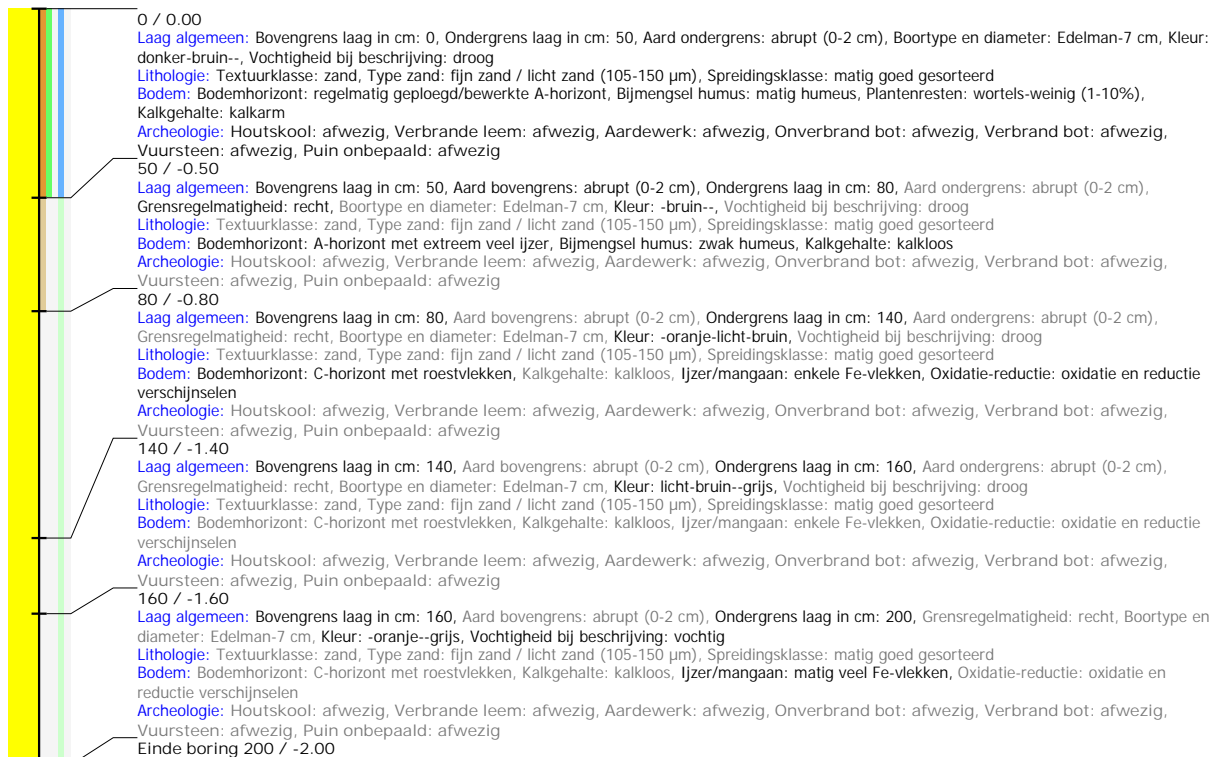 0 / 0.00
Laag algemeen: Bovengrens laag in cm: 0, Ondergrens laag in cm: 50, Aard ondergrens: abrupt (0-2 cm), Boortype en diameter: Edelman-7 cm, Kleur:
donker-bruin--, Vochtigheid bij beschrijving: droog
Lithologie: Textuurklasse: zand, Type zand: fijn zand / licht zand (105-150 µm), Spreidingsklasse: matig goed gesorteerd
Bodem: Bodemhorizont: regelmatig geploegd/bewerkte A-horizont, Bijmengsel humus: matig humeus, Plantenresten: wortels-weinig (1-10%),
Kalkgehalte: kalkarm
Archeologie: Houtskool: afwezig, Verbrande leem: afwezig, Aardewerk: afwezig, Onverbrand bot: afwezig, Verbrand bot: afwezig,
Vuursteen: afwezig, Puin onbepaald: afwezig
50 / -0.50
Laag algemeen: Bovengrens laag in cm: 50, Aard bovengrens: abrupt (0-2 cm), Ondergrens laag in cm: 80, Aard ondergrens: abrupt (0-2 cm),
Grensregelmatigheid: recht, Boortype en diameter: Edelman-7 cm, Kleur: -bruin--, Vochtigheid bij beschrijving: droog
Lithologie: Textuurklasse: zand, Type zand: fijn zand / licht zand (105-150 µm), Spreidingsklasse: matig goed gesorteerd
Bodem: Bodemhorizont: A-horizont met extreem veel ijzer, Bijmengsel humus: zwak humeus, Kalkgehalte: kalkloos
Archeologie: Houtskool: afwezig, Verbrande leem: afwezig, Aardewerk: afwezig, Onverbrand bot: afwezig, Verbrand bot: afwezig,
Vuursteen: afwezig, Puin onbepaald: afwezig
80 / -0.80
Laag algemeen: Bovengrens laag in cm: 80, Aard bovengrens: abrupt (0-2 cm), Ondergrens laag in cm: 140, Aard ondergrens: abrupt (0-2 cm),
Grensregelmatigheid: recht, Boortype en diameter: Edelman-7 cm, Kleur: -oranje-licht-bruin, Vochtigheid bij beschrijving: droog
Lithologie: Textuurklasse: zand, Type zand: fijn zand / licht zand (105-150 µm), Spreidingsklasse: matig goed gesorteerd
Bodem: Bodemhorizont: C-horizont met roestvlekken, Kalkgehalte: kalkloos, Ijzer/mangaan: enkele Fe-vlekken, Oxidatie-reductie: oxidatie en reductie
verschijnselen
Archeologie: Houtskool: afwezig, Verbrande leem: afwezig, Aardewerk: afwezig, Onverbrand bot: afwezig, Verbrand bot: afwezig,
Vuursteen: afwezig, Puin onbepaald: afwezig
140 / -1.40
Laag algemeen: Bovengrens laag in cm: 140, Aard bovengrens: abrupt (0-2 cm), Ondergrens laag in cm: 160, Aard ondergrens: abrupt (0-2 cm),
Grensregelmatigheid: recht, Boortype en diameter: Edelman-7 cm, Kleur: licht-bruin--grijs, Vochtigheid bij beschrijving: droog
Lithologie: Textuurklasse: zand, Type zand: fijn zand / licht zand (105-150 µm), Spreidingsklasse: matig goed gesorteerd
Bodem: Bodemhorizont: C-horizont met roestvlekken, Kalkgehalte: kalkloos, Ijzer/mangaan: enkele Fe-vlekken, Oxidatie-reductie: oxidatie en reductie
verschijnselen
Archeologie: Houtskool: afwezig, Verbrande leem: afwezig, Aardewerk: afwezig, Onverbrand bot: afwezig, Verbrand bot: afwezig,
Vuursteen: afwezig, Puin onbepaald: afwezig
160 / -1.60
Laag algemeen: Bovengrens laag in cm: 160, Aard bovengrens: abrupt (0-2 cm), Ondergrens laag in cm: 200, Grensregelmatigheid: recht, Boortype en
diameter: Edelman-7 cm, Kleur: -oranje--grijs, Vochtigheid bij beschrijving: vochtig
Lithologie: Textuurklasse: zand, Type zand: fijn zand / licht zand (105-150 µm), Spreidingsklasse: matig goed gesorteerd
Bodem: Bodemhorizont: C-horizont met roestvlekken, Kalkgehalte: kalkloos, Ijzer/mangaan: matig veel Fe-vlekken, Oxidatie-reductie: oxidatie en
reductie verschijnselen
Archeologie: Houtskool: afwezig, Verbrande leem: afwezig, Aardewerk: afwezig, Onverbrand bot: afwezig, Verbrand bot: afwezig,
Vuursteen: afwezig, Puin onbepaald: afwezig
Einde boring 200 / -2.00